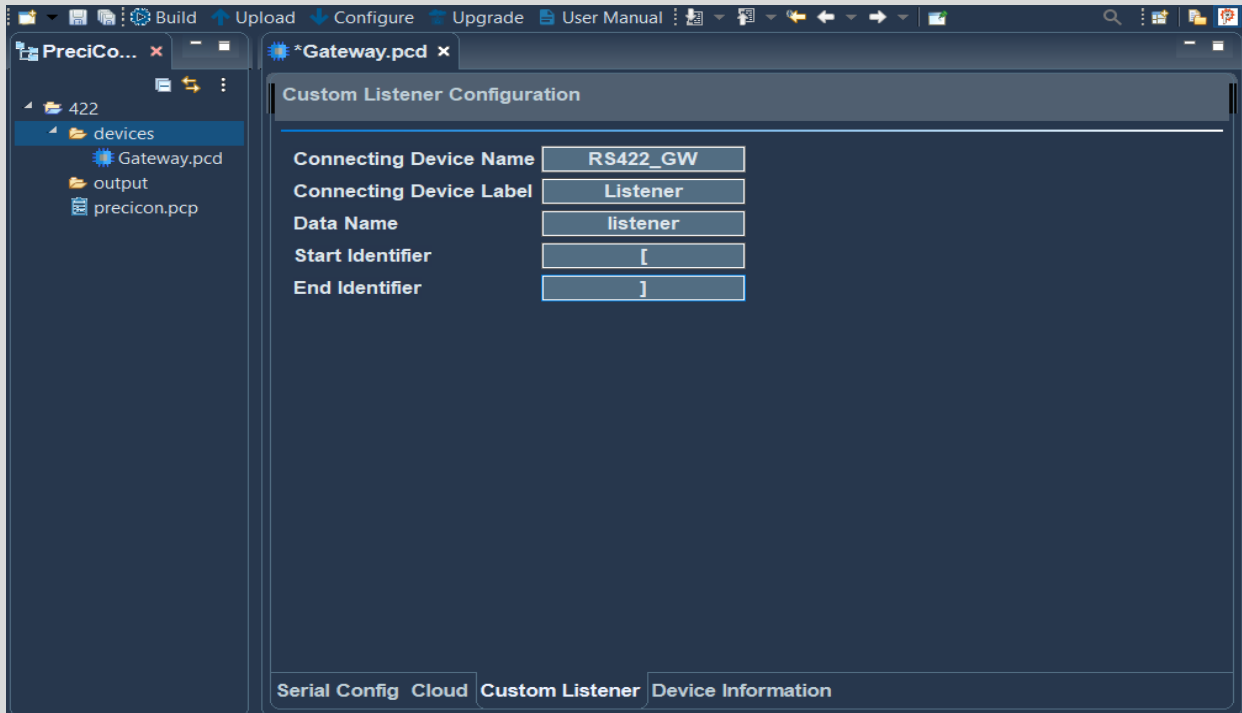 Build Upload Configure Upgrade User Manual
PreciCo...
*Gateway.pcd
422
devices
Gateway.pcd
output
precicon.pcp
Custom Listener Configuration
Connecting Device Name RS422_GW
Connecting Device Label Listener
Data Name listener
Start Identifier [
End Identifier ]
Serial Config Cloud Custom Listener Device Information